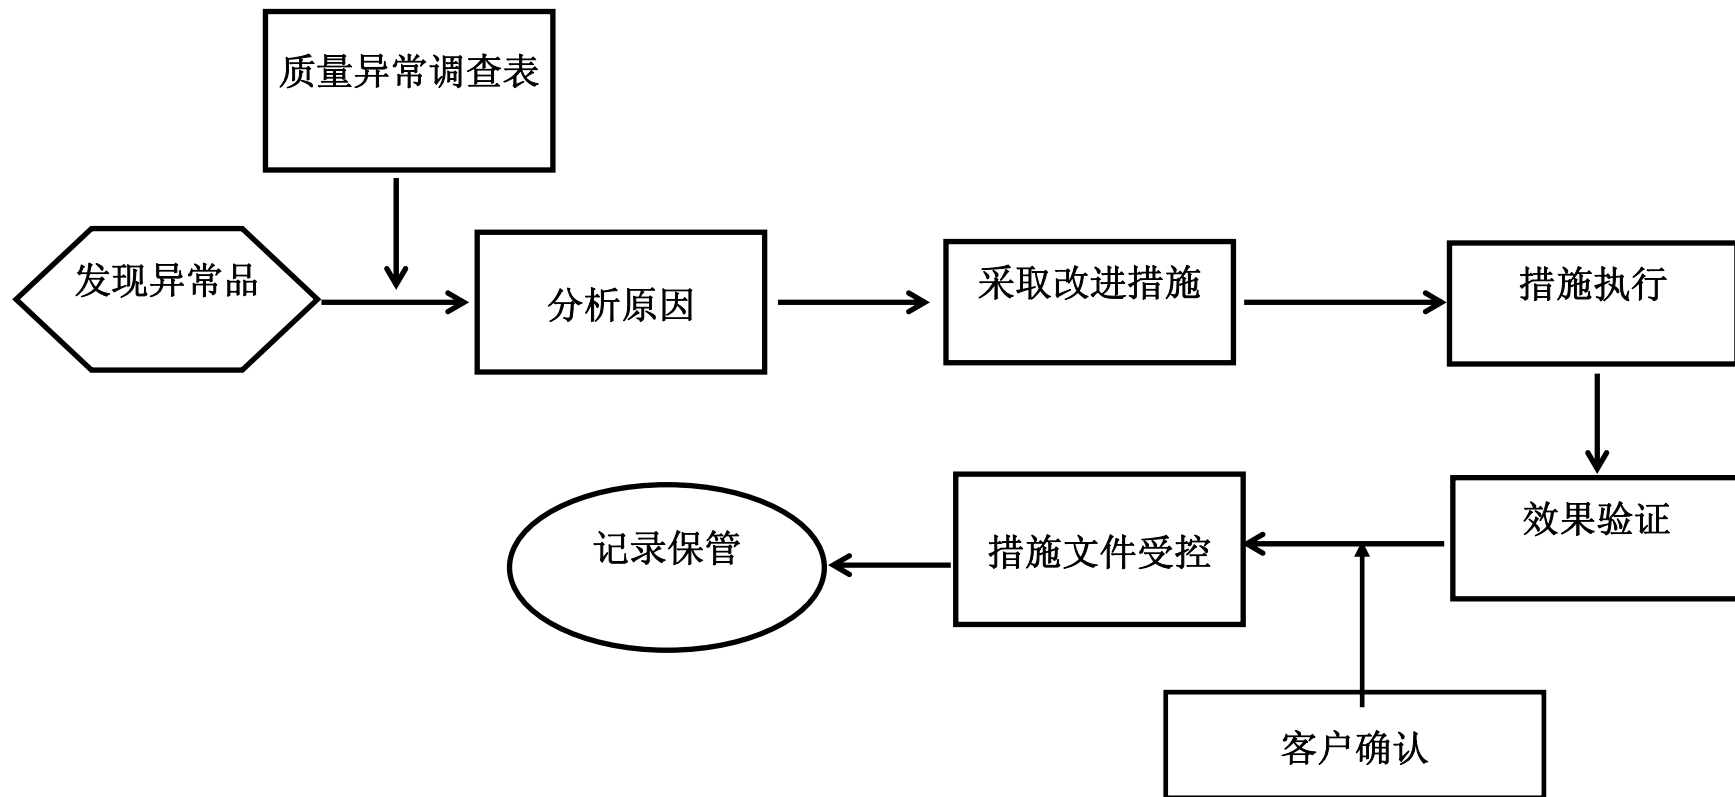 质量异常调查表
发现异常品
分析原因
采取改进措施
措施执行
效果验证
措施文件受控
记录保管
客户确认